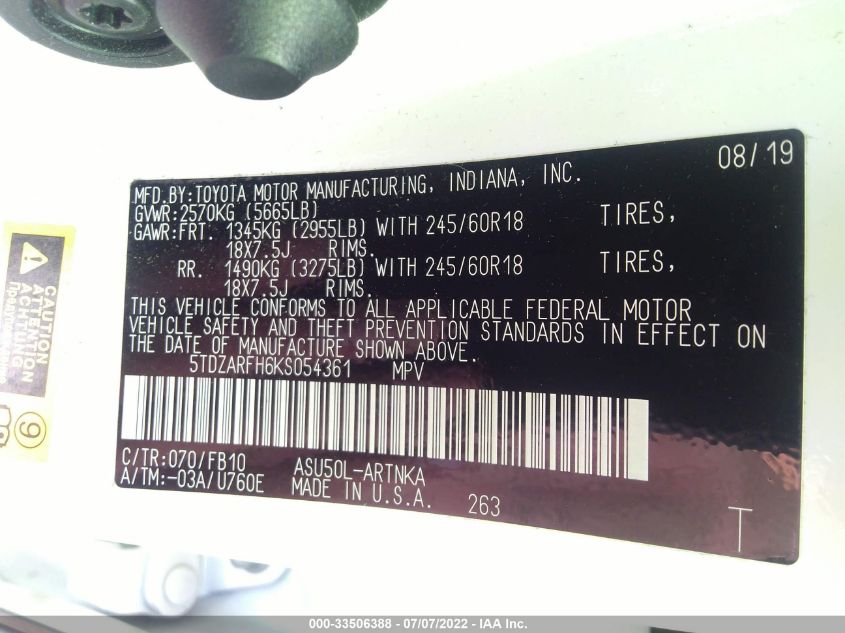 08/19
MFD.BY:TOYOTA MOTOR MANUFACTURING, INDIANA, INC.
GVWR:2570KG (5665LB)
GAWR:FRT. 1345KG (2955LB) WITH 245/60R18 TIRES,
18X7.5J RIMS.
RR. 1490KG (3275LB) WITH 245/60R18 TIRES,
18X7.5J RIMS.
THIS VEHICLE CONFORMS TO ALL APPLICABLE FEDERAL MOTOR
VEHICLE SAFETY AND THEFT PREVENTION STANDARDS IN EFFECT ON
THE DATE OF MANUFACTURE SHOWN ABOVE.
5TDZARFH6KS054361 MPV
C/TR:070/FB10 ASU50L-ARTNKA
A/TM:-03A/U760E MADE IN U.S.A. 263
T
CAUTION
ATTENTION
ACHTUNG
9
000-33506388 - 07/07/2022 - IAA Inc.